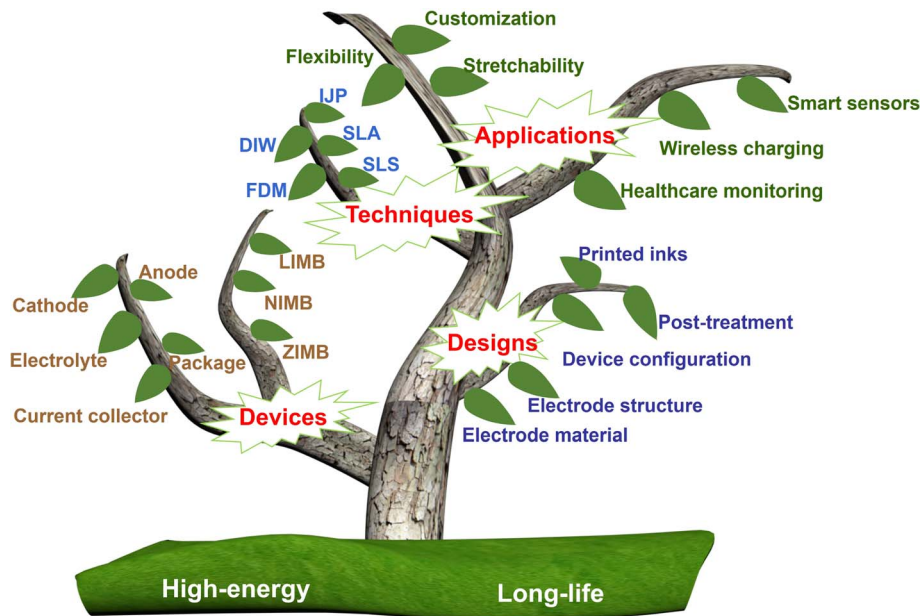 Customization
Flexibility
Stretchability
IJP
SLA
DIW
SLS
FDM
Techniques
Applications
Smart sensors
Wireless charging
Healthcare monitoring
LIMB
NIMB
ZIMB
Anode
Cathode
Electrolyte
Package
Current collector
Devices
Printed inks
Post-treatment
Designs
Device configuration
Electrode structure
Electrode material
High-energy
Long-life